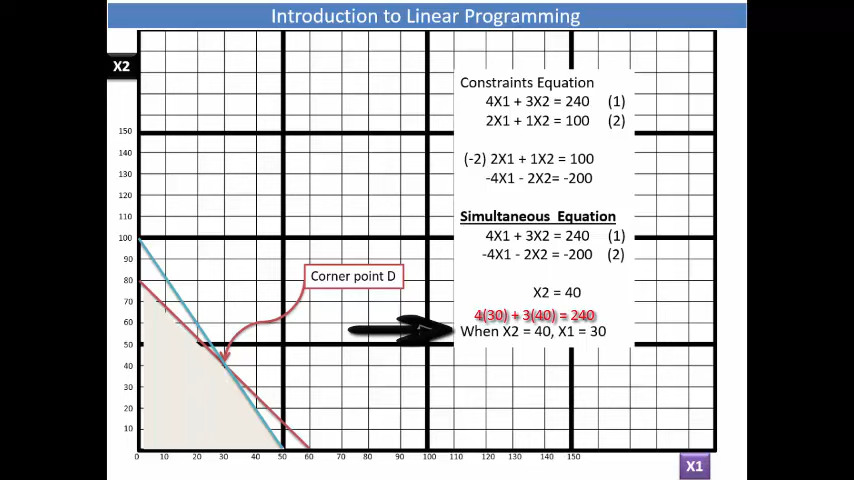 Introduction to Linear Programming
X2
Constraints Equation
4X1 + 3X2 = 240 (1)
2X1 + 1X2 = 100 (2)
(-2) 2X1 + 1X2 = 100
-4X1 - 2X2= -200
Simultaneous Equation
4X1 + 3X2 = 240 (1)
-4X1 - 2X2 = -200 (2)
X2 = 40
4(30) + 3(40) = 240
When X2 = 40, X1 = 30
Corner point D
150
140
130
120
110
100
90
80
70
60
50
40
30
20
10
0 10 20 30 40 50 60 70 80 90 100 110 120 130 140 150
X1